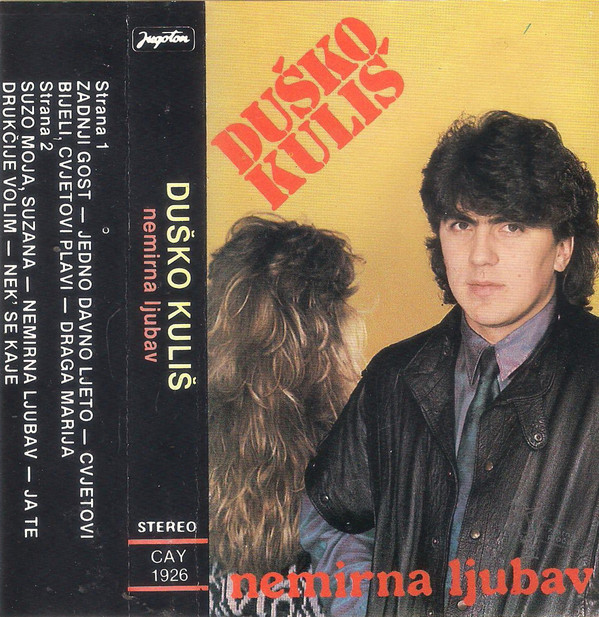 Strana 1
ZADNJI GOST — JEDNO DAVNO LJETO — CVJETOVI
BIJELI, CVJETOVI PLAVI — DRAGA MARIJA
Strana 2
SUZO MOJA, SUZANA — NEMIRNA LJUBAV — JA TE
DRUKČIJE VOLIM — NEK' SE KAJE
Jugoton
DUŠKO KULIŠ
nemirna ljubav
STEREO
CAY
1926
DUŠKO
KULIŠ
nemirna ljubav